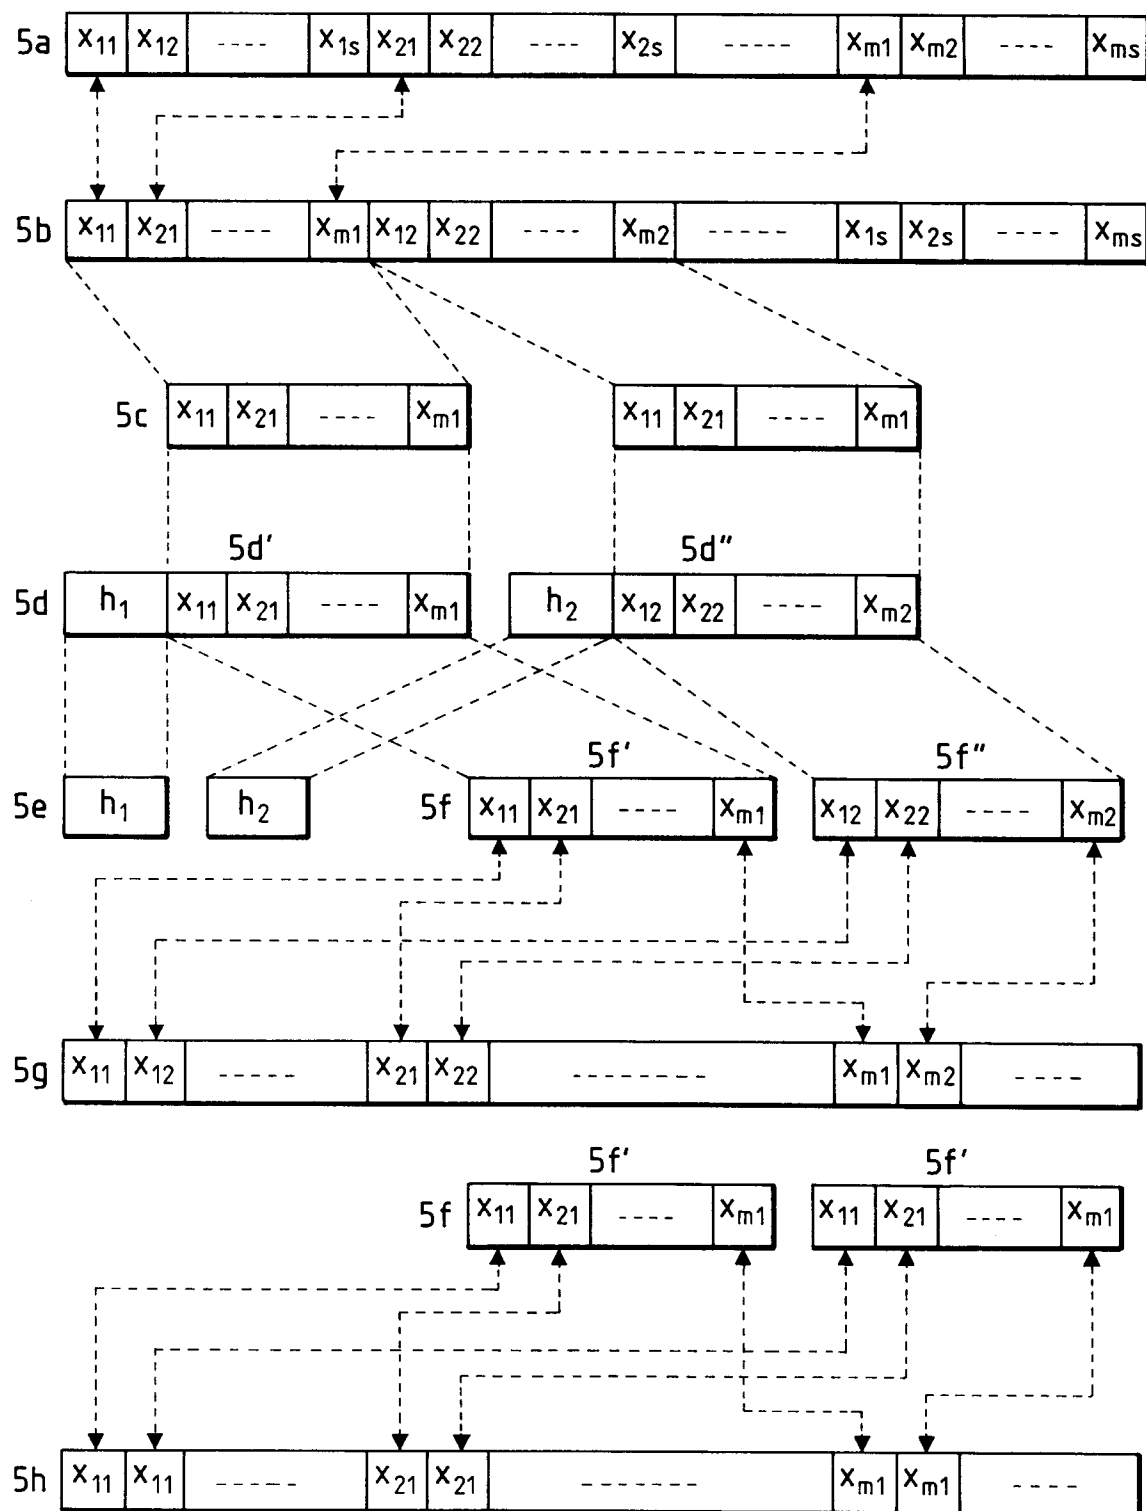 5a x11 x12 ---- x1s x21 x22 ---- x2s ----- xm1 xm2 ---- xms
5b x11 x21 ---- xm1 x12 x22 ---- xm2 ----- x1s x2s ---- xms
5c x11 x21 ---- xm1 x11 x21 ---- xm1
5d' 5d"
5d h1 x11 x21 ---- xm1 h2 x12 x22 ---- xm2
5f' 5f"
5e h1 h2 5f x11 x21 ---- xm1 x12 x22 ---- xm2
5g x11 x12 ----- x21 x22 -------- xm1 xm2 ----
5f' 5f'
5f x11 x21 ---- xm1 x11 x21 ---- xm1
5h x11 x11 ------ x21 x21 -------- xm1 xm1 ----